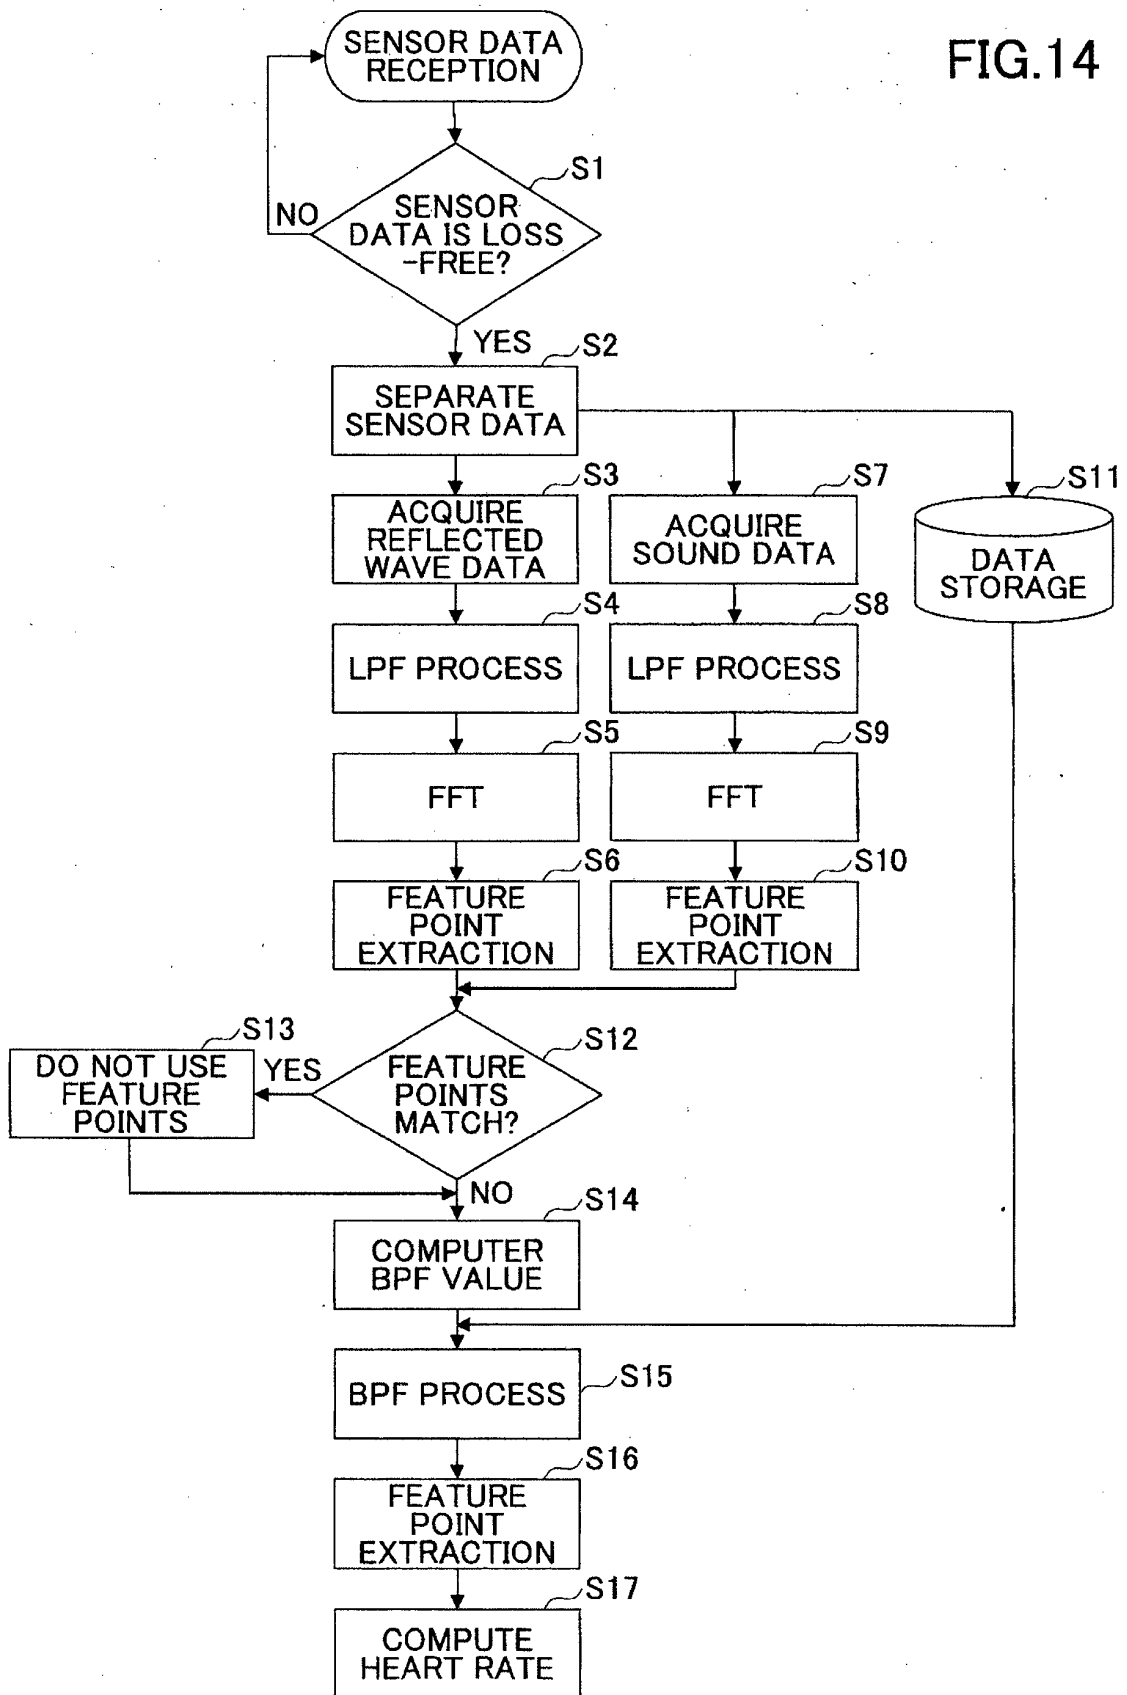 FIG.14
SENSOR DATA
RECEPTION
S1
SENSOR
DATA IS LOSS
-FREE?
NO
YES
S2
SEPARATE
SENSOR DATA
S3
ACQUIRE
REFLECTED
WAVE DATA
S7
ACQUIRE
SOUND DATA
S11
DATA
STORAGE
S4
LPF PROCESS
S8
LPF PROCESS
S5
FFT
S9
FFT
S6
FEATURE
POINT
EXTRACTION
S10
FEATURE
POINT
EXTRACTION
S12
FEATURE
POINTS
MATCH?
YES
S13
DO NOT USE
FEATURE
POINTS
NO
S14
COMPUTER
BPF VALUE
S15
BPF PROCESS
S16
FEATURE
POINT
EXTRACTION
S17
COMPUTE
HEART RATE